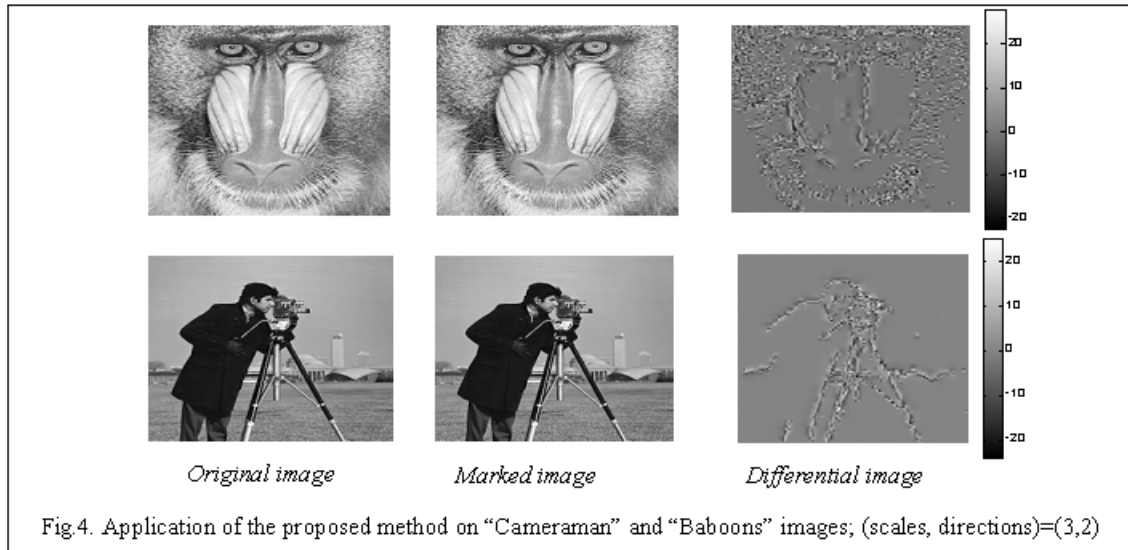 20
10
0
-10
-20
20
10
0
-10
-20
Original image
Marked image
Differential image
Fig.4. Application of the proposed method on “Cameraman” and “Baboons” images; (scales, directions)=(3,2)